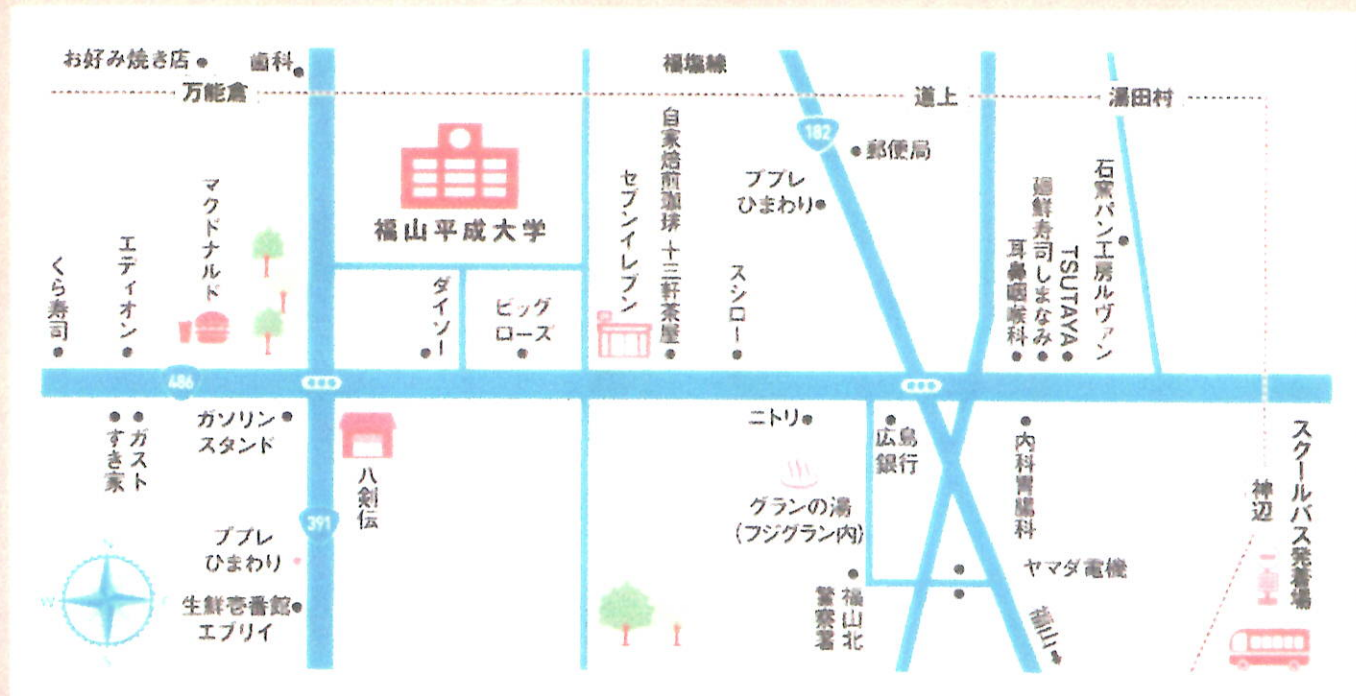 お好み焼き店
歯科
福塩線
万能倉
道上
湯田村
182
郵便局
福山平成大学
ププレ
ひまわり
自家焙煎珈琲 十三軒茶屋
セブンイレブン
スシロー
マクドナルド
エディオン
くら寿司
ダイソー
ビッグ
ローズ
石窯パン工房ルヴァン
TSUTAYA
廻鮮寿司しまなみ
耳鼻咽喉科
486
ガソリン
スタンド
ガスト
すき家
八剣伝
391
ププレ
ひまわり
生鮮壱番館
エブリイ
ニトリ
広島
銀行
グランの湯
(フジグラン内)
内科胃腸科
ヤマダ電機
福山北
警察署
福山
神辺
スクールバス発着場
W